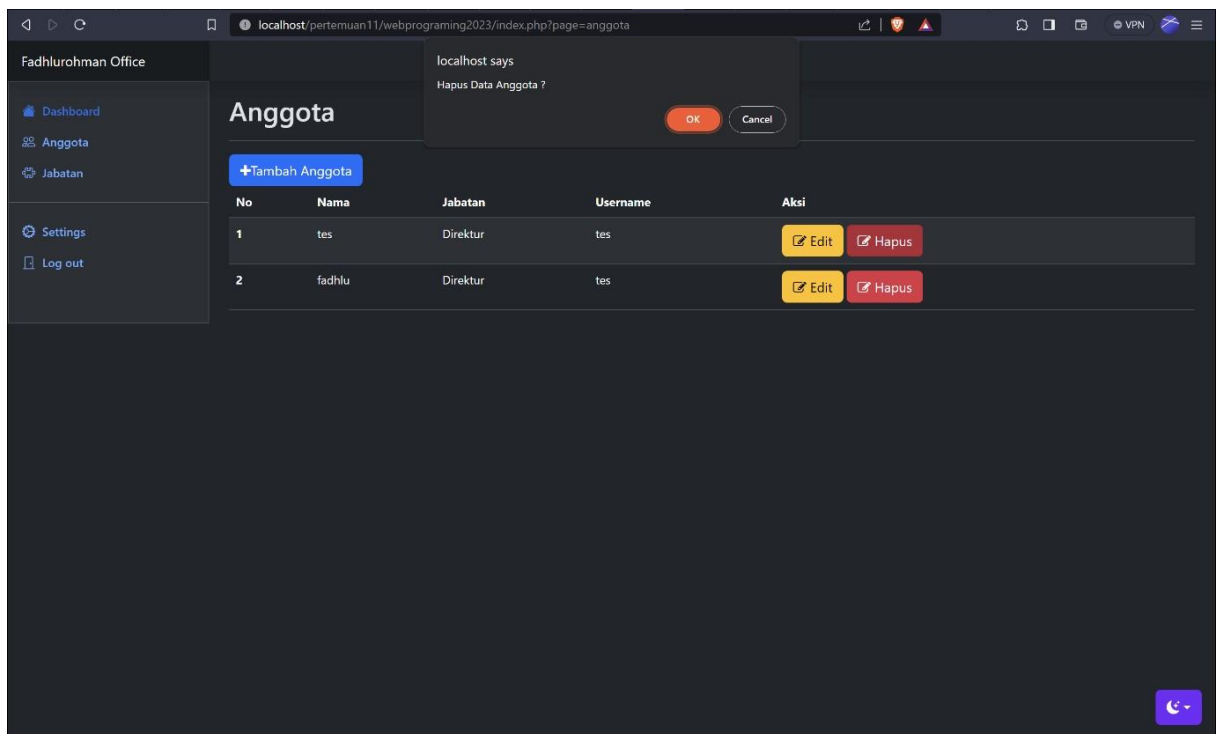 localhost/pertemuan11/webprograming2023/index.php?page=anggota
VPN
Fadhlurohman Office
localhost says
Hapus Data Anggota ?
OK Cancel
Dashboard
Anggota
Jabatan
Settings
Log out
Anggota
+Tambah Anggota
No Nama Jabatan Username Aksi
1 tes Direktur tes Edit Hapus
2 fadhlu Direktur tes Edit Hapus